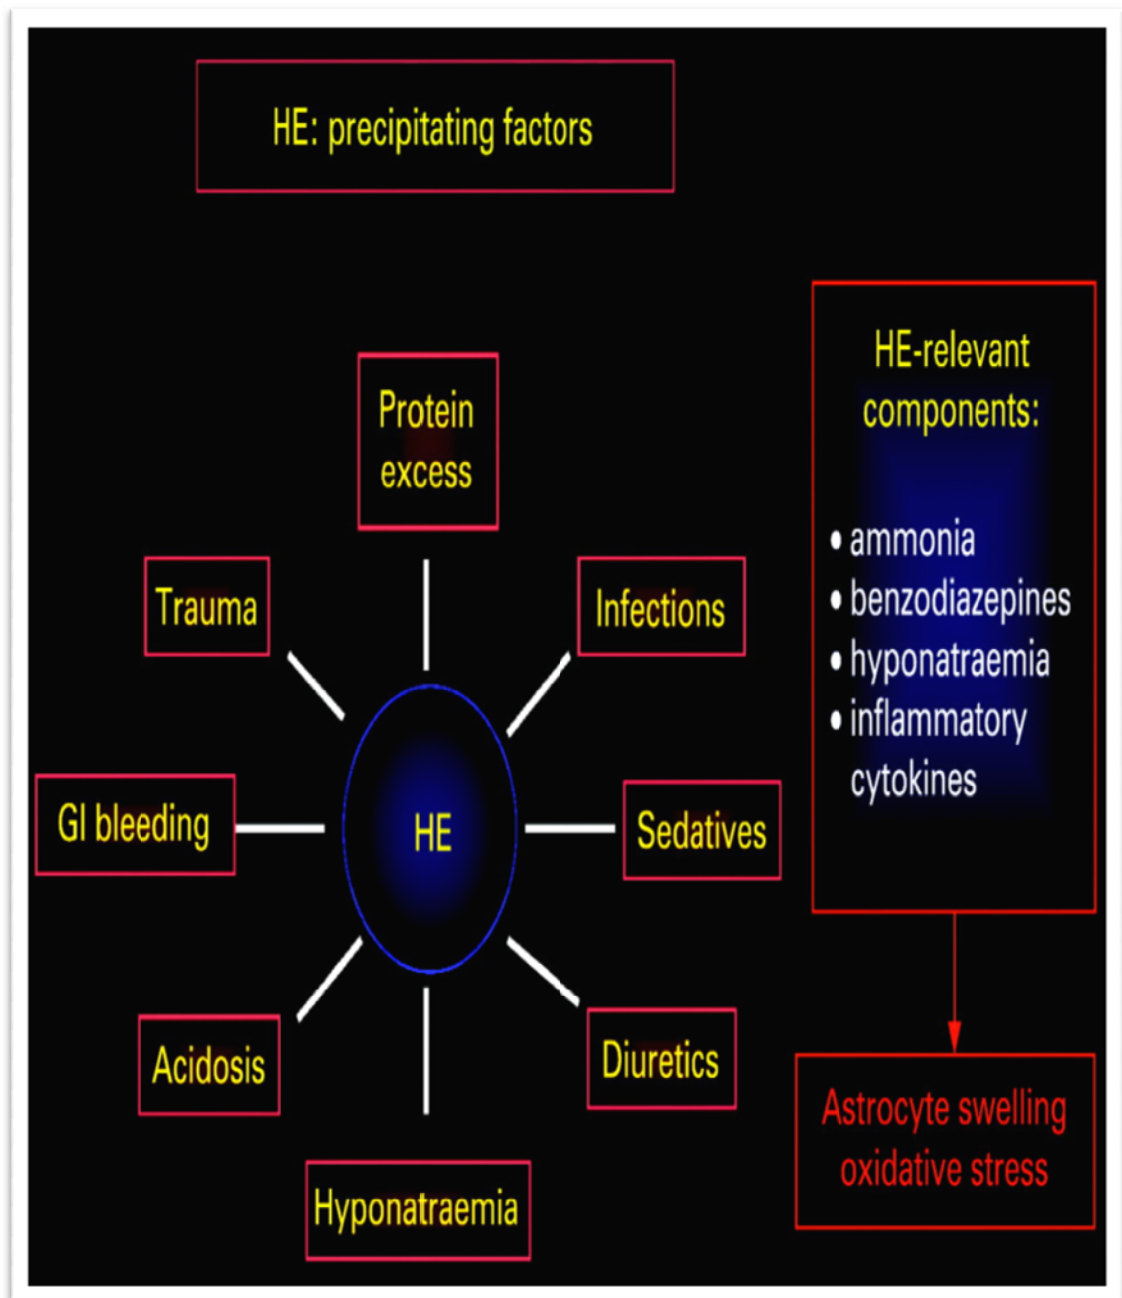 HE: precipitating factors
Protein
excess
Trauma
Infections
GI bleeding
HE
Sedatives
Acidosis
Diuretics
Hyponatraemia
HE-relevant
components:
• ammonia
• benzodiazepines
• hyponatraemia
• inflammatory
cytokines
Astrocyte swelling
oxidative stress